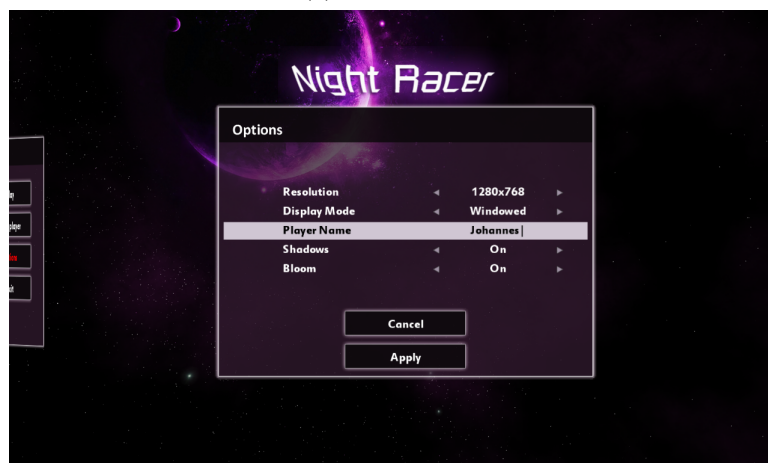 Night Racer
Options
Resolution 1280x768
Display Mode Windowed
Player Name Johannes
Shadows On
Bloom On
Cancel
Apply